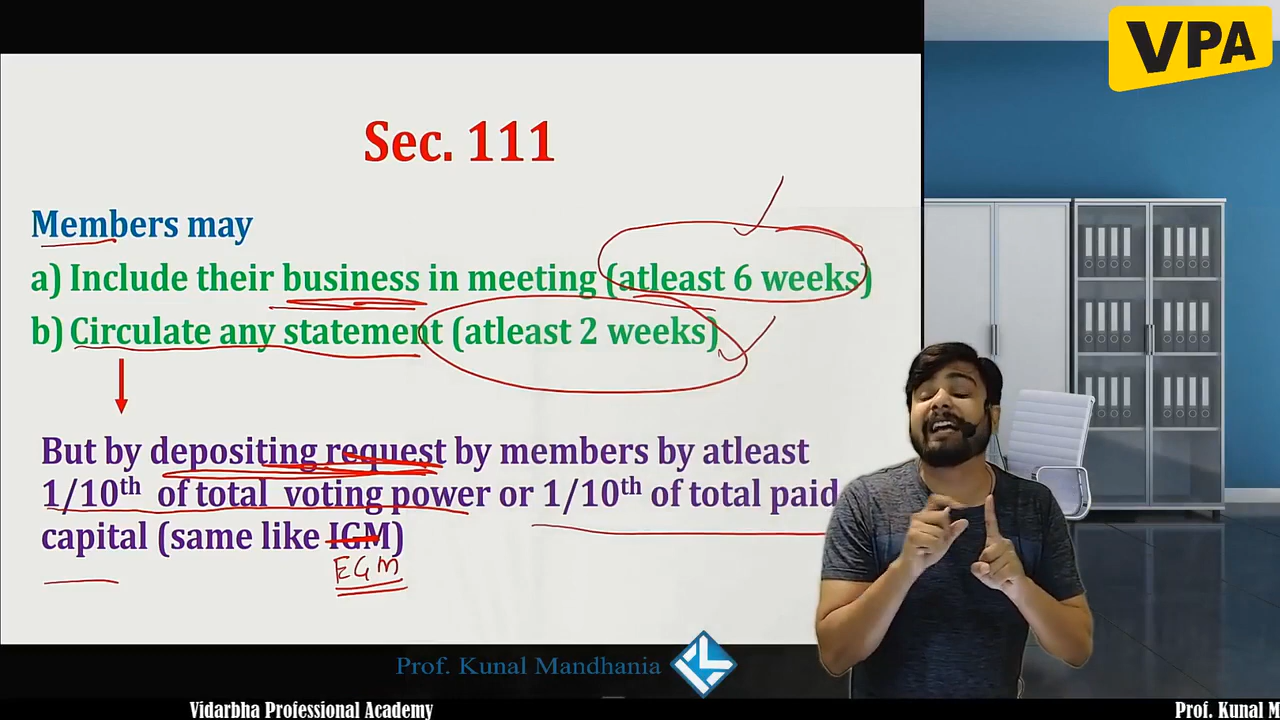 VPA
Sec. 111
Members may
a) Include their business in meeting (atleast 6 weeks)
b) Circulate any statement (atleast 2 weeks)
But by depositing request by members by atleast
1/10th of total voting power or 1/10th of total paid
capital (same like IGM)
EGM
Prof. Kunal Mandhania
Vidarbha Professional Academy
Prof. Kunal M